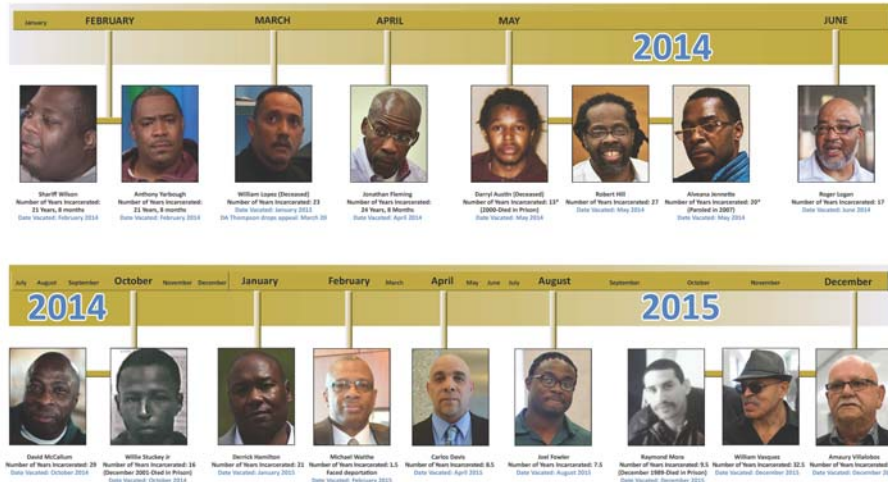 January FEBRUARY MARCH APRIL MAY JUNE
2014
Shariff Wilson
Number of Years Incarcerated:
21 Years, 8 months
Date Vacated: February 2014
Anthony Yarbough
Number of Years Incarcerated:
21 Years, 8 months
Date Vacated: February 2014
William Lopez (Deceased)
Number of Years Incarcerated: 23
Date Vacated: January 2013
DA Thompson drops appeal: March 20
Jonathan Fleming
Number of Years Incarcerated:
24 Years, 8 Months
Date Vacated: April 2014
Darryl Austin (Deceased)
Number of Years Incarcerated: 13*
(2000-Died in Prison)
Date Vacated: May 2014
Robert Hill
Number of Years Incarcerated: 27
Date Vacated: May 2014
Alvena Jennette
Number of Years Incarcerated: 20*
(Paroled in 2007)
Date Vacated: May 2014
Roger Logan
Number of Years Incarcerated: 17
Date Vacated: June 2014
July August September October November December January February March April May June July August September October November December
2014 2015
David McCallum
Number of Years Incarcerated: 29
Date Vacated: October 2014
Willie Stuckey Jr
Number of Years Incarcerated: 16
(December 2001-Died in Prison)
Date Vacated: October 2014
Derrick Hamilton
Number of Years Incarcerated: 21
Date Vacated: January 2015
Michael Waithe
Number of Years Incarcerated: 1.5
Faced deportation
Date Vacated: February 2015
Carlos Davis
Number of Years Incarcerated: 8.5
Date Vacated: April 2015
Joel Fowler
Number of Years Incarcerated: 7.5
Date Vacated: August 2015
Raymond Mora
Number of Years Incarcerated: 9.5
(December 1989-Died in Prison)
Date Vacated: December 2015
William Vasquez
Number of Years Incarcerated: 32.5
Date Vacated: December 2015
Amaury Villalobos
Number of Years Incarcerated:
Date Vacated: December